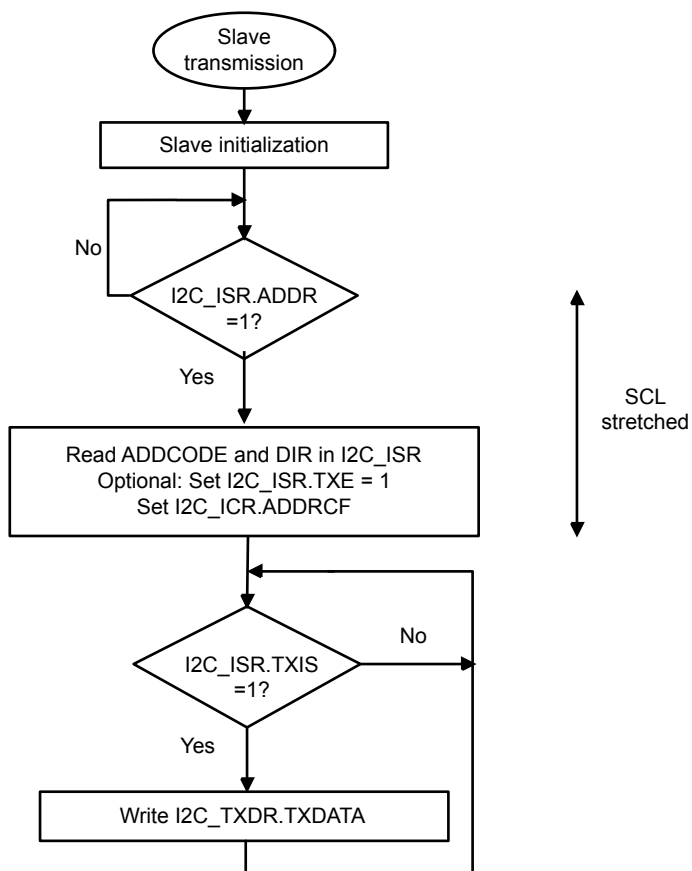 Slave
transmission
Slave initialization
No
I2C_ISR.ADDR
=1?
Yes
SCL
stretched
Read ADDCODE and DIR in I2C_ISR
Optional: Set I2C_ISR.TXE = 1
Set I2C_ICR.ADDRCF
No
I2C_ISR.TXIS
=1?
Yes
Write I2C_TXDR.TXDATA